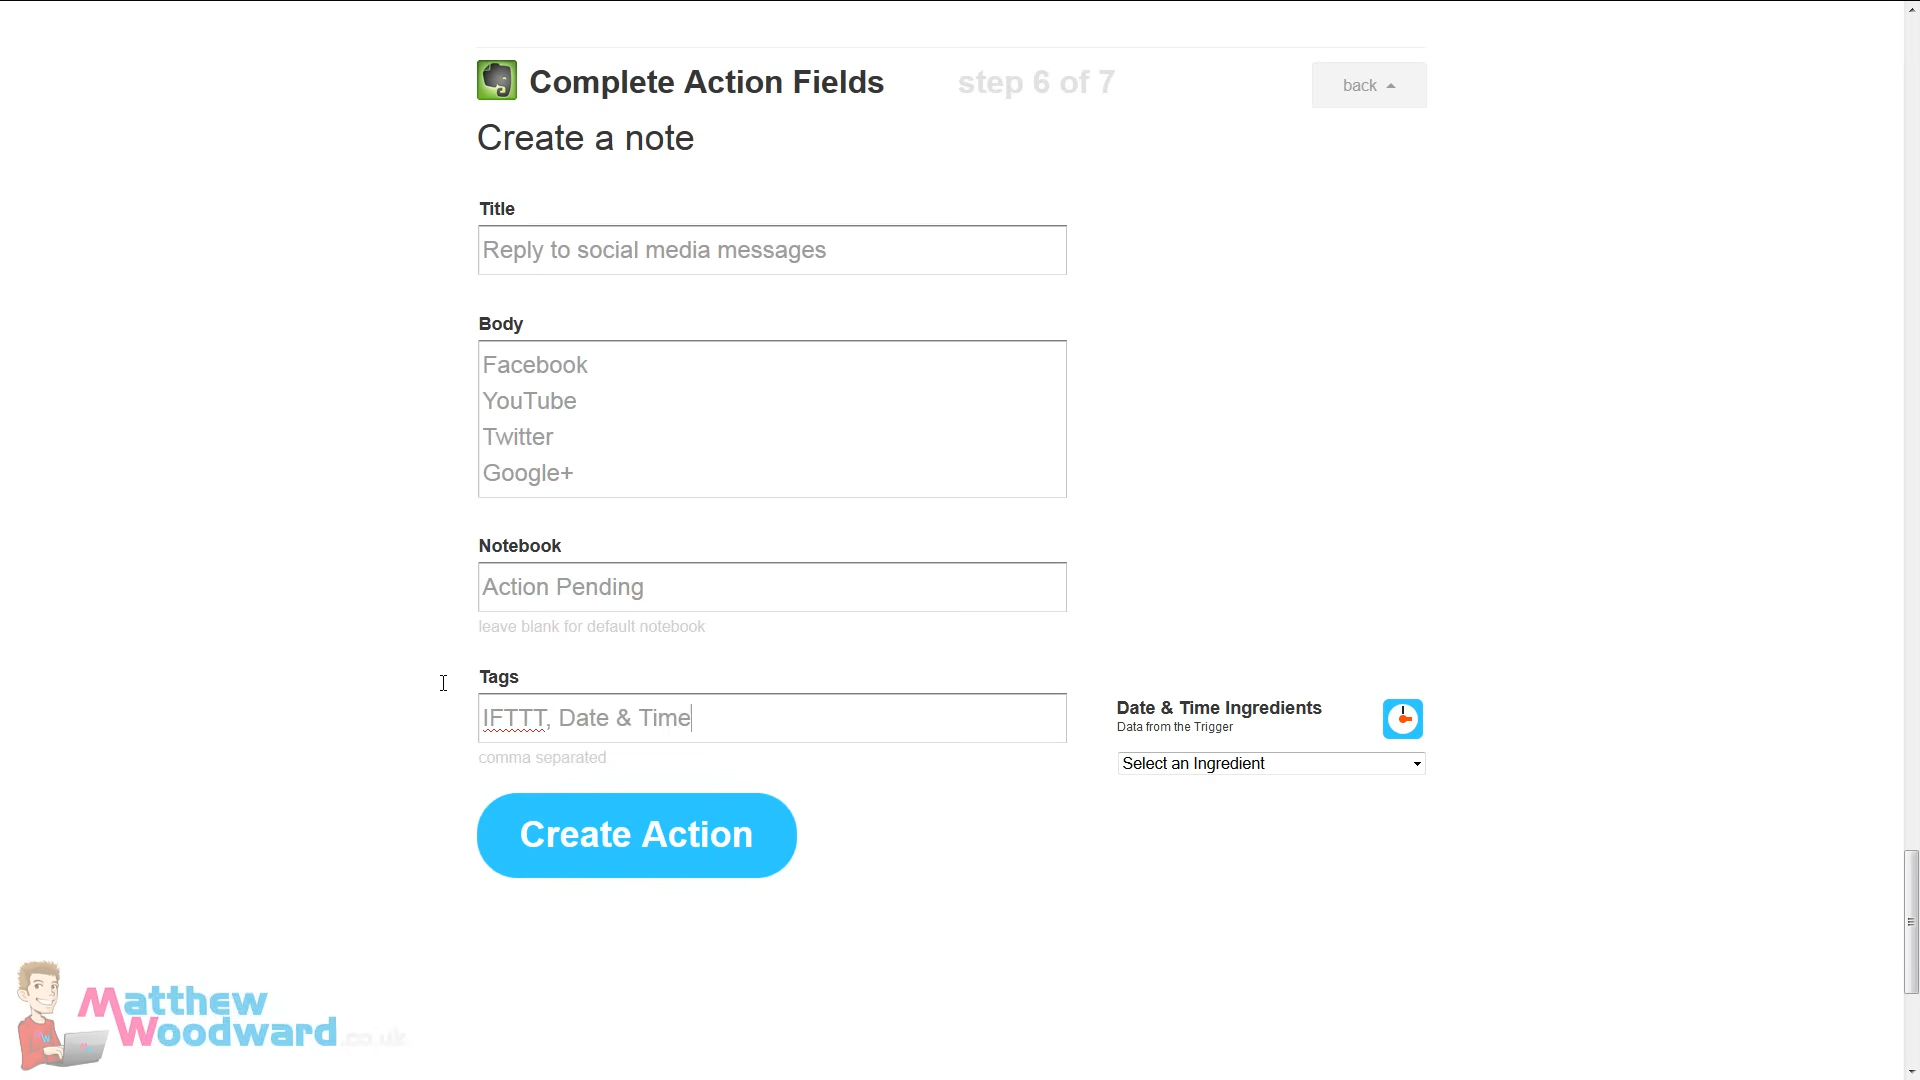 Complete Action Fields step 6 of 7 back
Create a note
Title
Reply to social media messages
Body
Facebook
YouTube
Twitter
Google+
Notebook
Action Pending
leave blank for default notebook
Tags
IFTTT, Date & Time
comma separated
Date & Time Ingredients
Data from the Trigger
Select an Ingredient
Create Action
Matthew
Woodward.co.uk